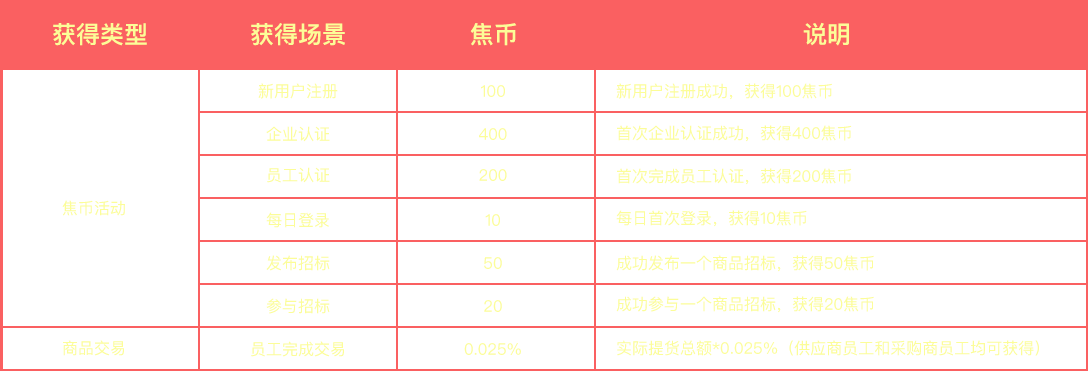 获得类型 获得场景 焦币 说明
新用户注册 100 新用户注册成功，获得100焦币
企业认证 400 首次企业认证成功，获得400焦币
员工认证 200 首次完成员工认证，获得200焦币
焦币活动
每日登录 10 每日首次登录，获得10焦币
发布招标 50 成功发布一个商品招标，获得50焦币
参与招标 20 成功参与一个商品招标，获得20焦币
商品交易 员工完成交易 0.025% 实际提货总额*0.025%（供应商员工和采购商员工均可获得）